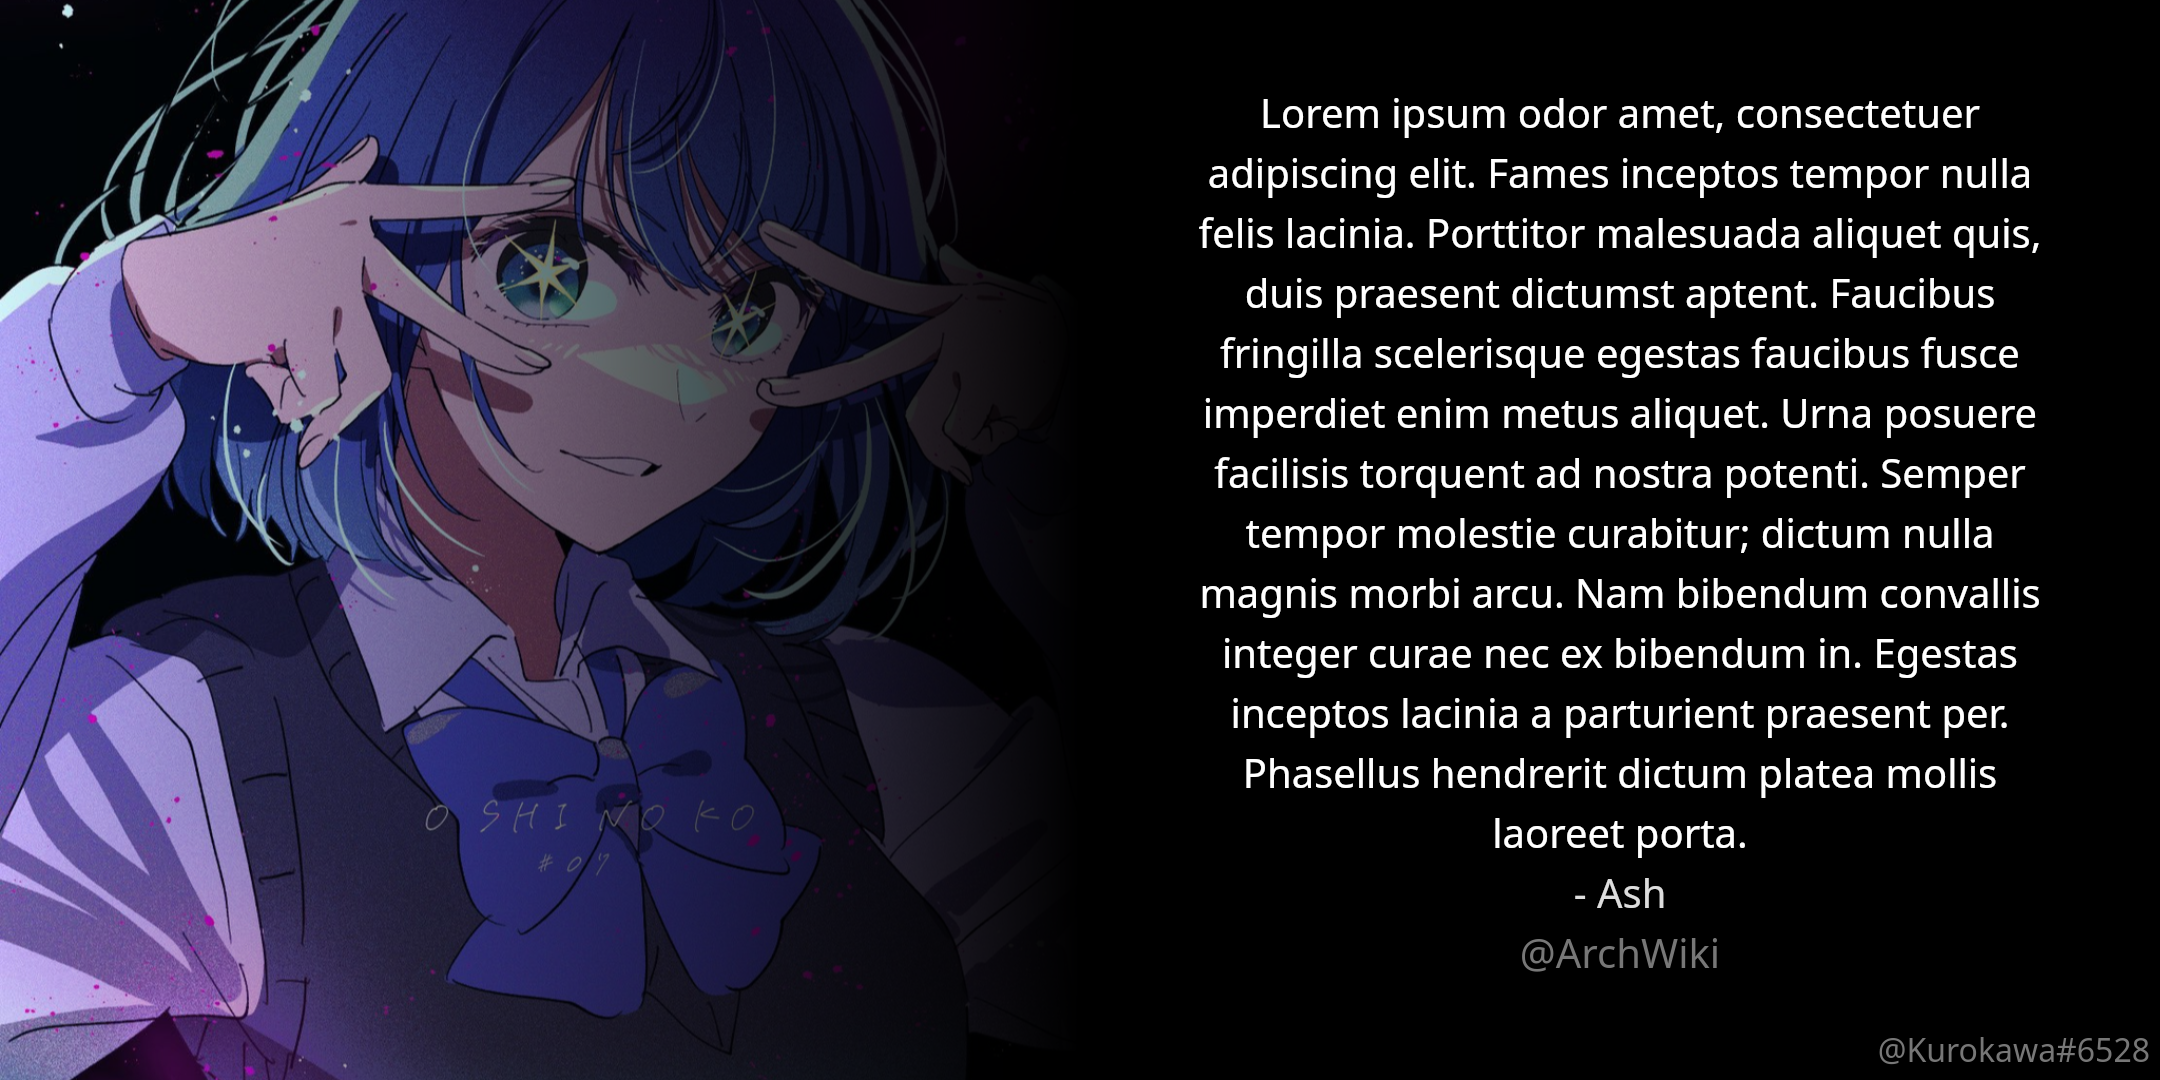 O SHI NO KO
#07
Lorem ipsum odor amet, consectetuer
adipiscing elit. Fames inceptos tempor nulla
felis lacinia. Porttitor malesuada aliquet quis,
duis praesent dictumst aptent. Faucibus
fringilla scelerisque egestas faucibus fusce
imperdiet enim metus aliquet. Urna posuere
facilisis torquent ad nostra potenti. Semper
tempor molestie curabitur; dictum nulla
magnis morbi arcu. Nam bibendum convallis
integer curae nec ex bibendum in. Egestas
inceptos lacinia a parturient praesent per.
Phasellus hendrerit dictum platea mollis
laoreet porta.
- Ash
@ArchWiki
@Kurokawa#6528